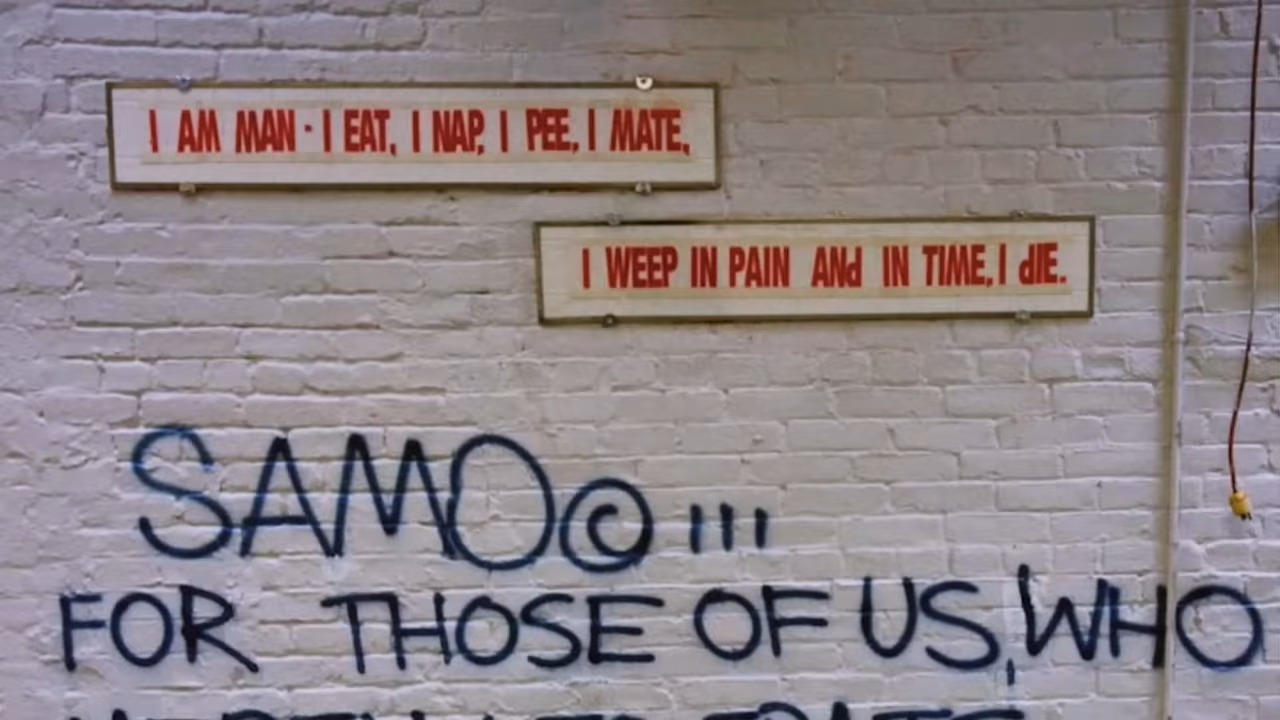 I AM MAN · I EAT, I NAP, I PEE, I MATE,
I WEEP IN PAIN ANd IN TIME, I dIE.
SAMO© ııı
FOR THOSE OF US, WHO